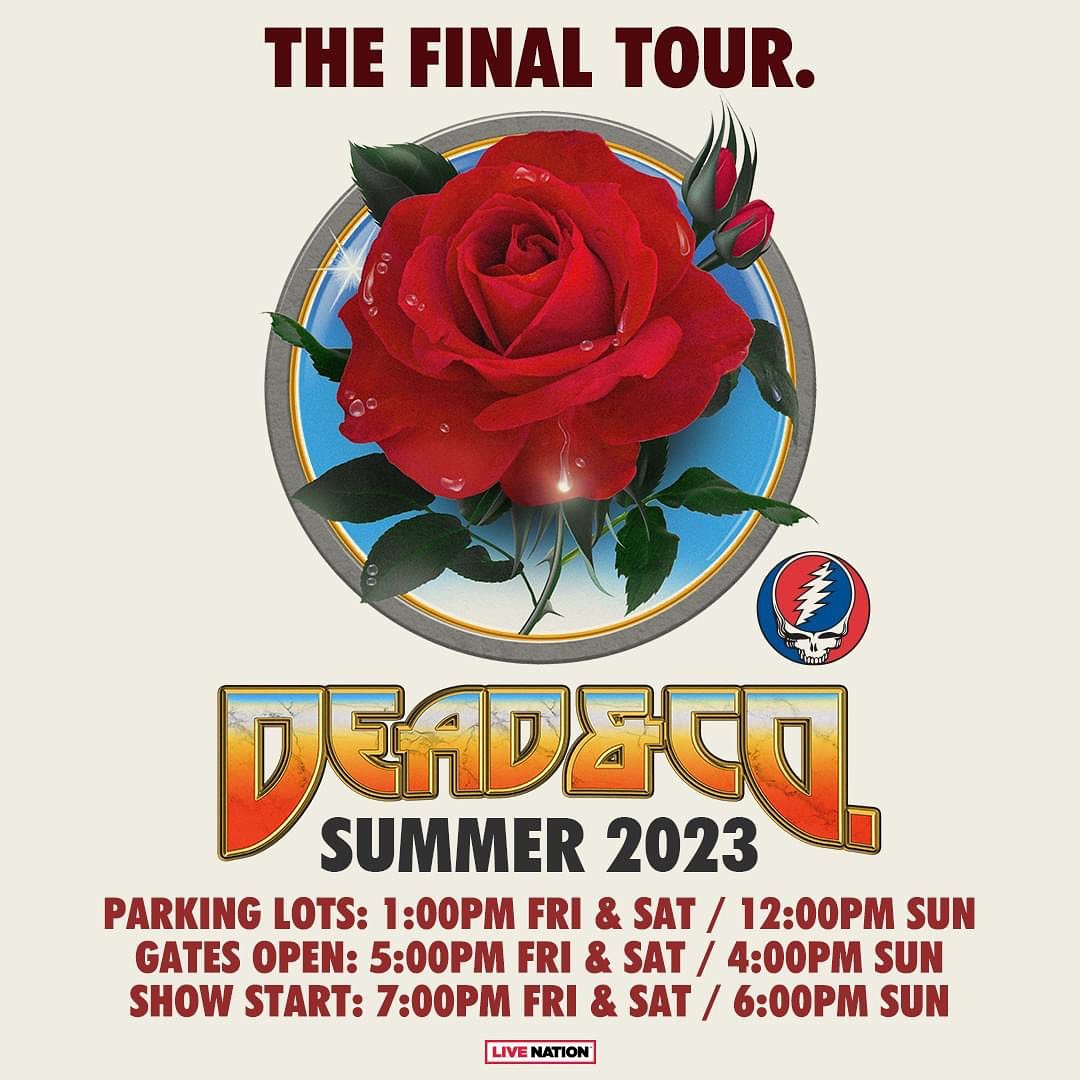 THE FINAL TOUR.
DEAD & CO.
SUMMER 2023
PARKING LOTS: 1:00PM FRI & SAT / 12:00PM SUN
GATES OPEN: 5:00PM FRI & SAT / 4:00PM SUN
SHOW START: 7:00PM FRI & SAT / 6:00PM SUN
LIVE NATION